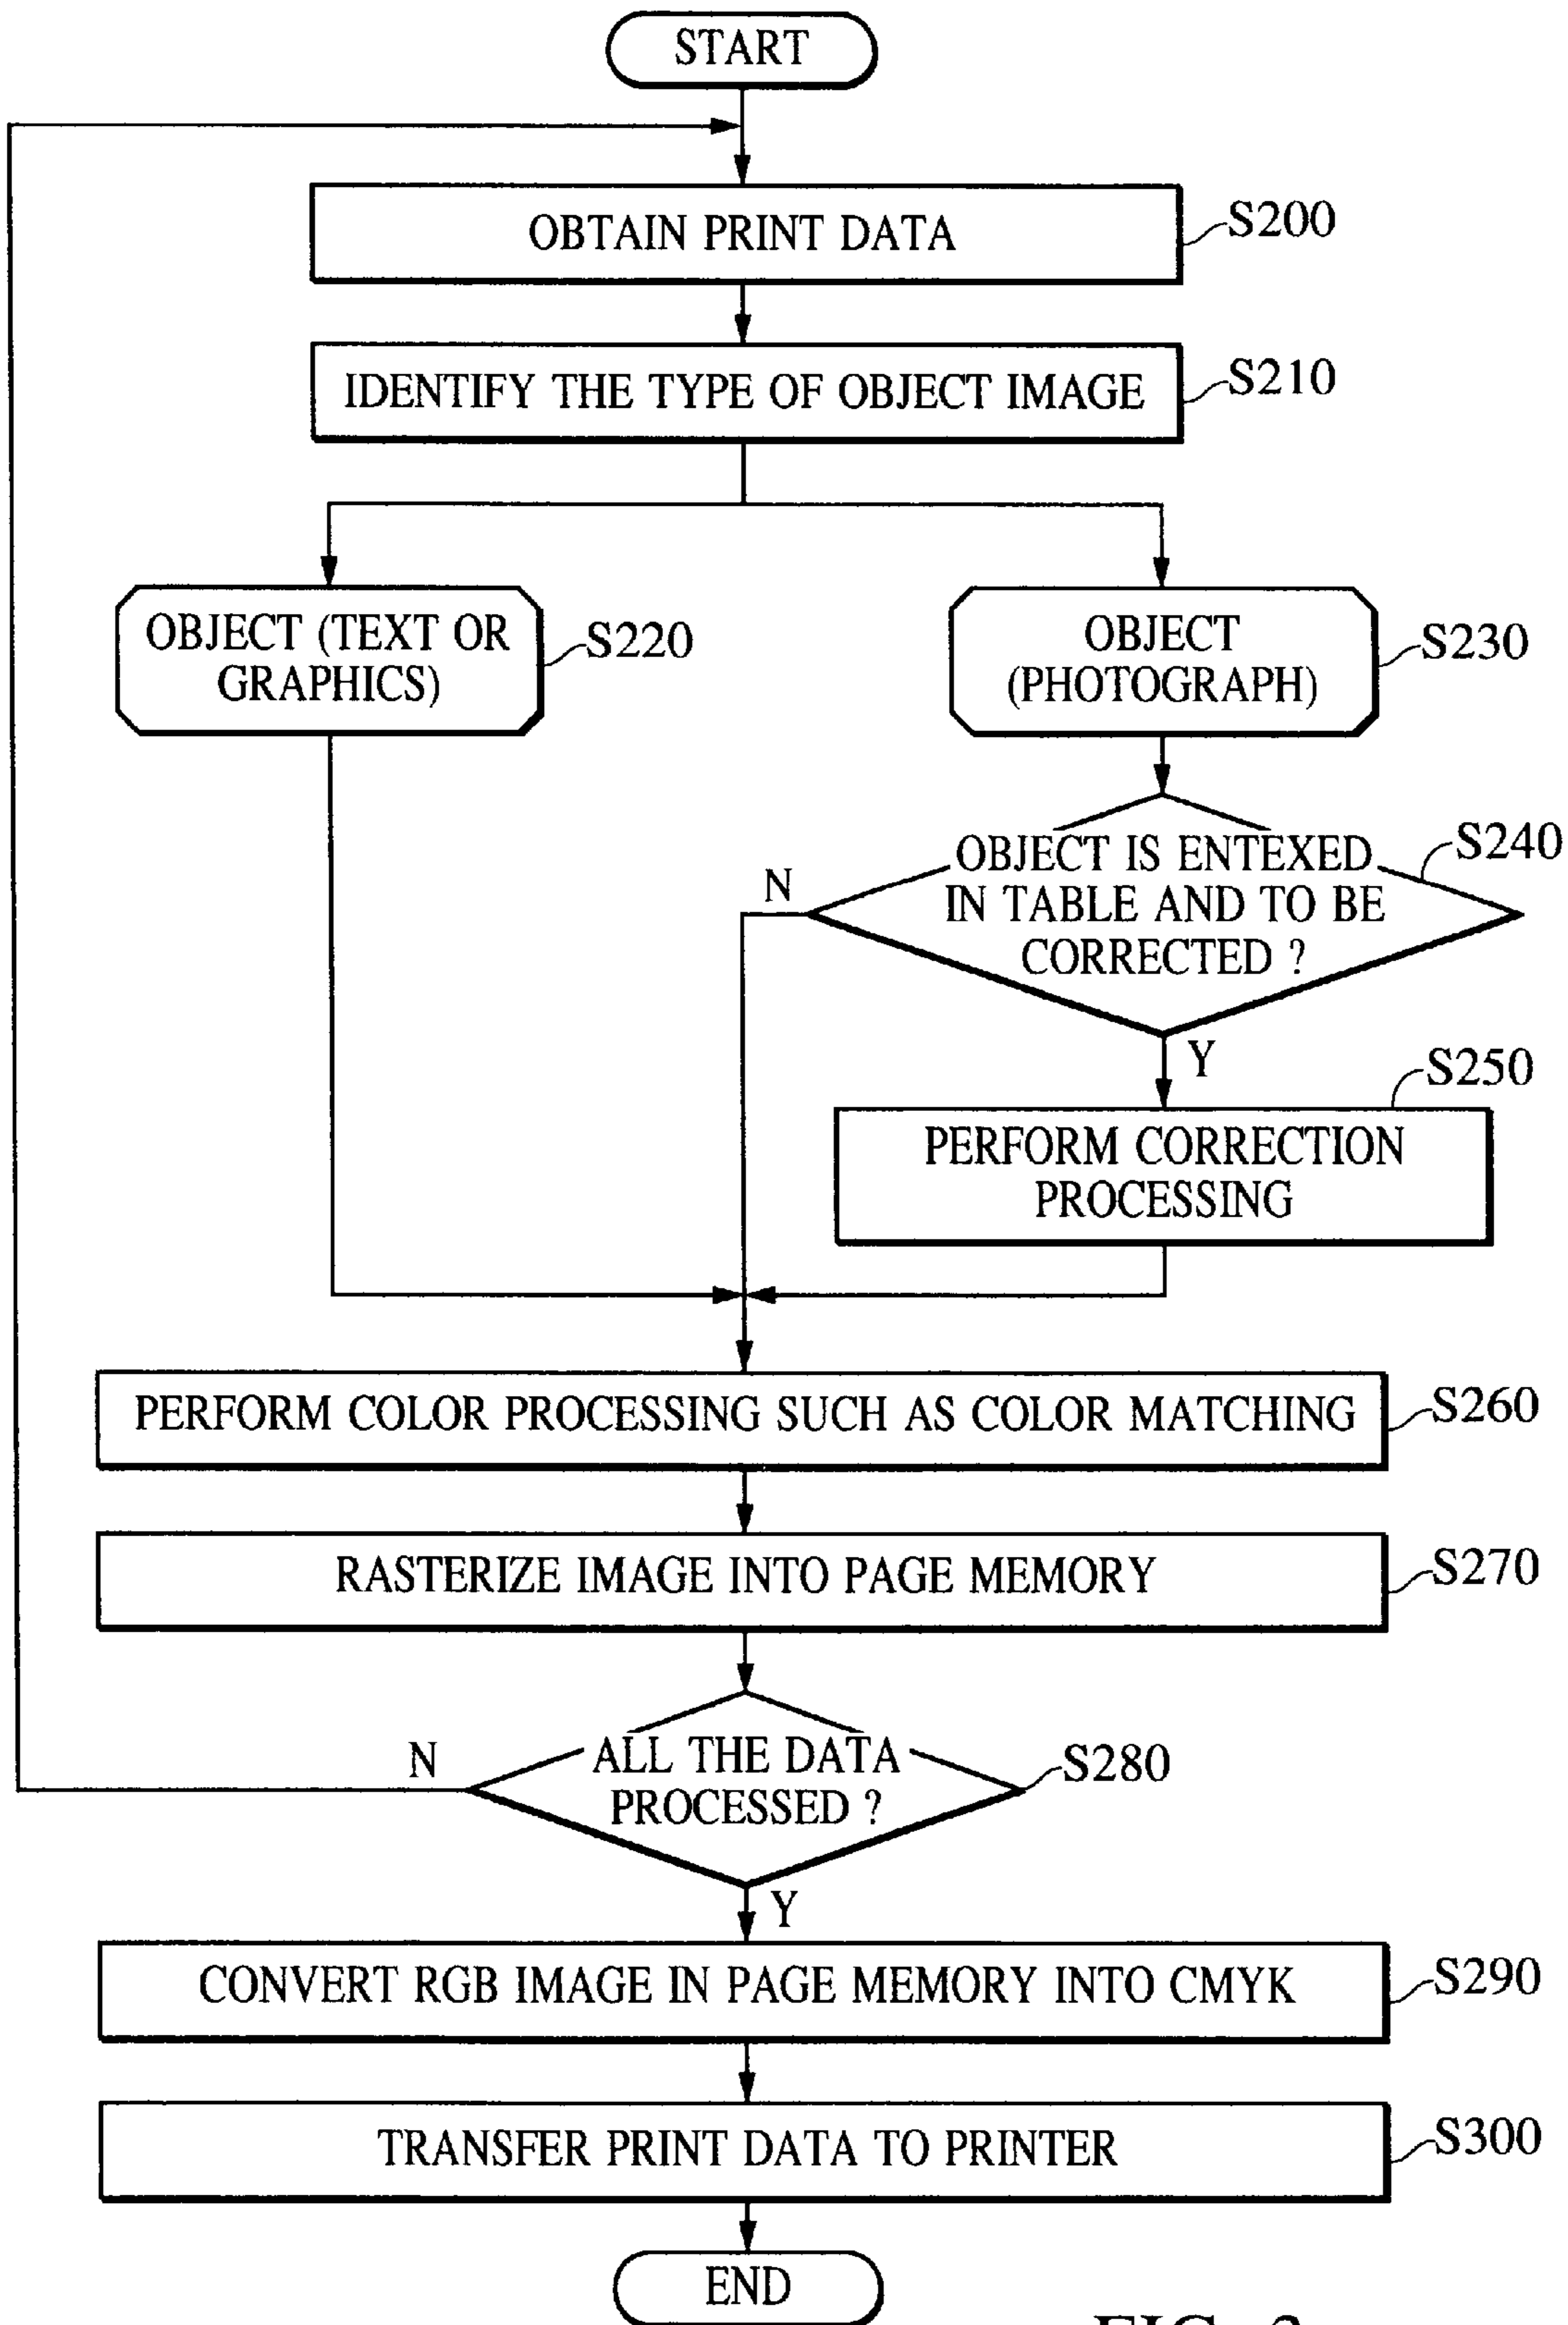 START
OBTAIN PRINT DATA
S200
IDENTIFY THE TYPE OF OBJECT IMAGE
S210
OBJECT (TEXT OR
GRAPHICS)
S220
OBJECT
(PHOTOGRAPH)
S230
OBJECT IS ENTEXED
IN TABLE AND TO BE
CORRECTED ?
S240
N
Y
S250
PERFORM CORRECTION
PROCESSING
PERFORM COLOR PROCESSING SUCH AS COLOR MATCHING
S260
RASTERIZE IMAGE INTO PAGE MEMORY
S270
ALL THE DATA
PROCESSED ?
S280
N
Y
CONVERT RGB IMAGE IN PAGE MEMORY INTO CMYK
S290
TRANSFER PRINT DATA TO PRINTER
S300
END
FIG.